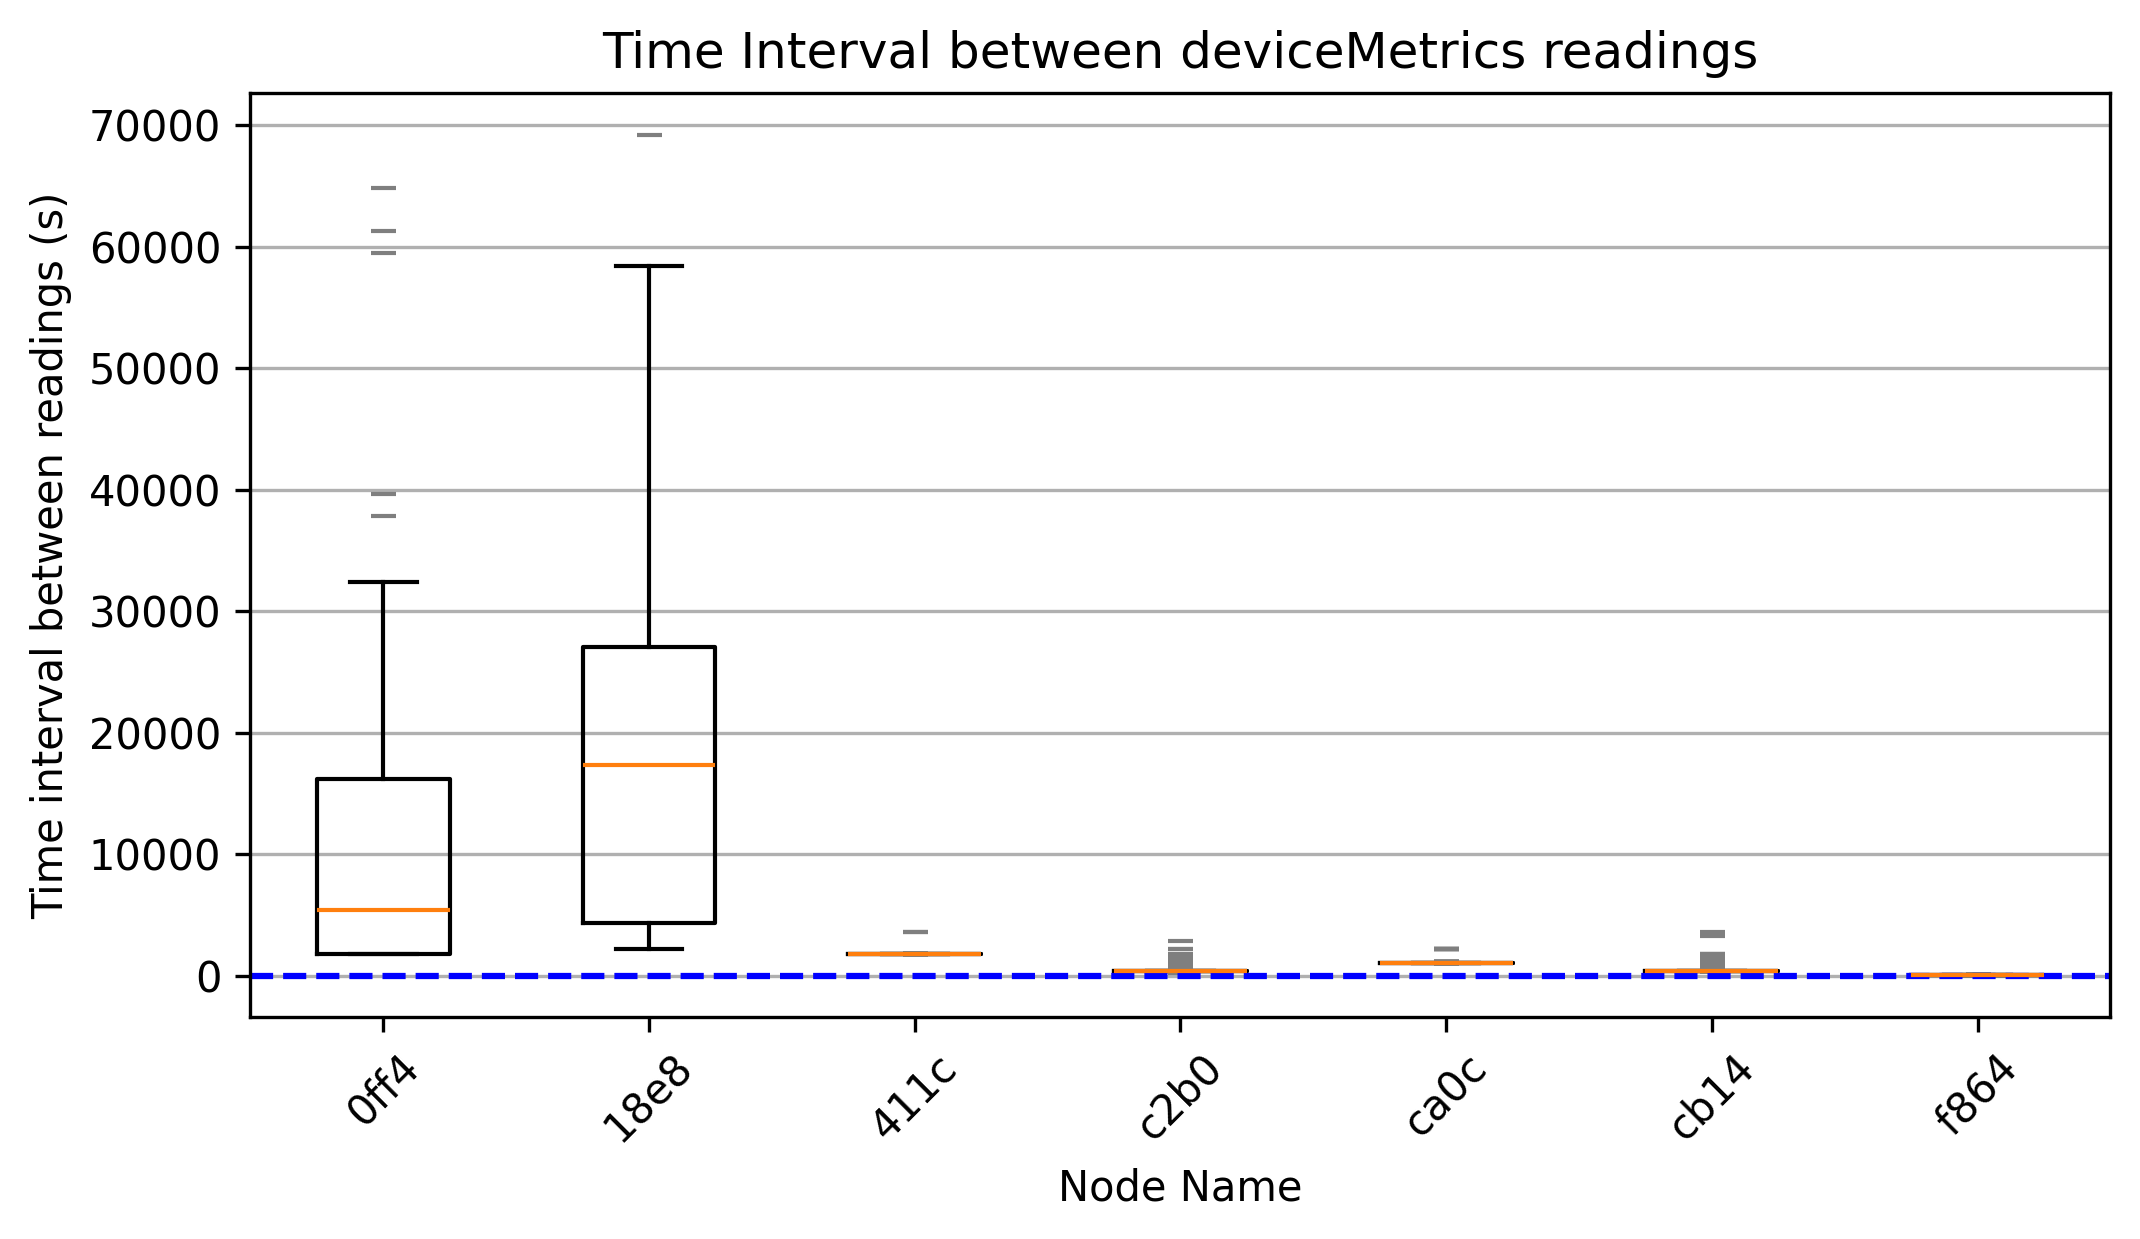 Time Interval between deviceMetrics readings
Time interval between readings (s)
70000
60000
50000
40000
30000
20000
10000
0
0ff4
18e8
411c
c2b0
ca0c
cb14
f864
Node Name